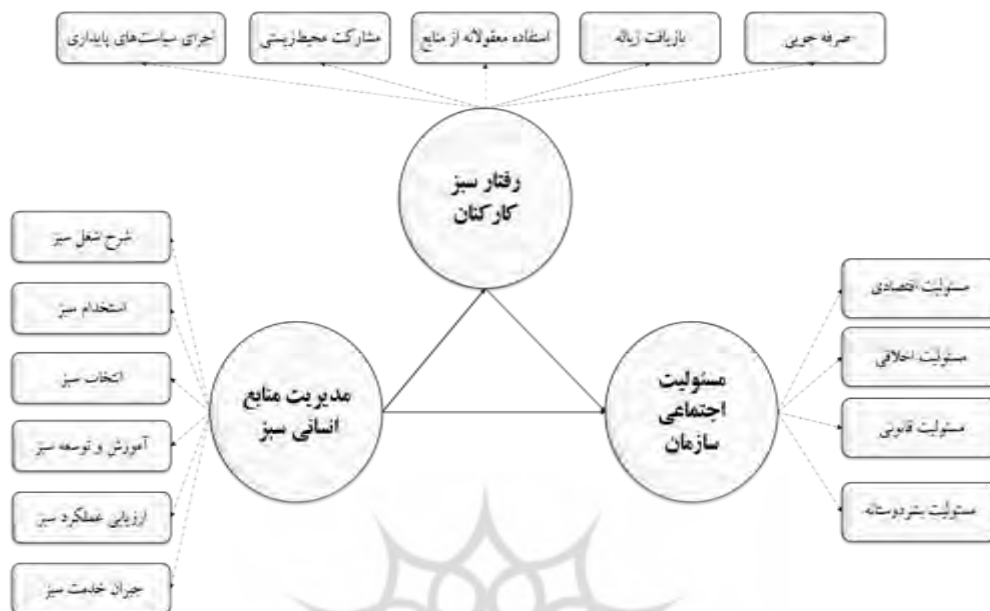 صرفه جویی
بازیافت زباله
استفاده معقولانه از منابع
مشارکت محیط‌زیستی
اجرای سیاست‌های پایداری
رفتار سبز
کارکنان
مسئولیت اقتصادی
مسئولیت اخلاقی
مسئولیت قانونی
مسئولیت بشردوستانه
مسئولیت
اجتماعی
سازمان
مدیریت منابع
انسانی سبز
شرح شغل سبز
استخدام سبز
انتخاب سبز
آموزش و توسعه سبز
ارزیابی عملکرد سبز
جبران خدمت سبز